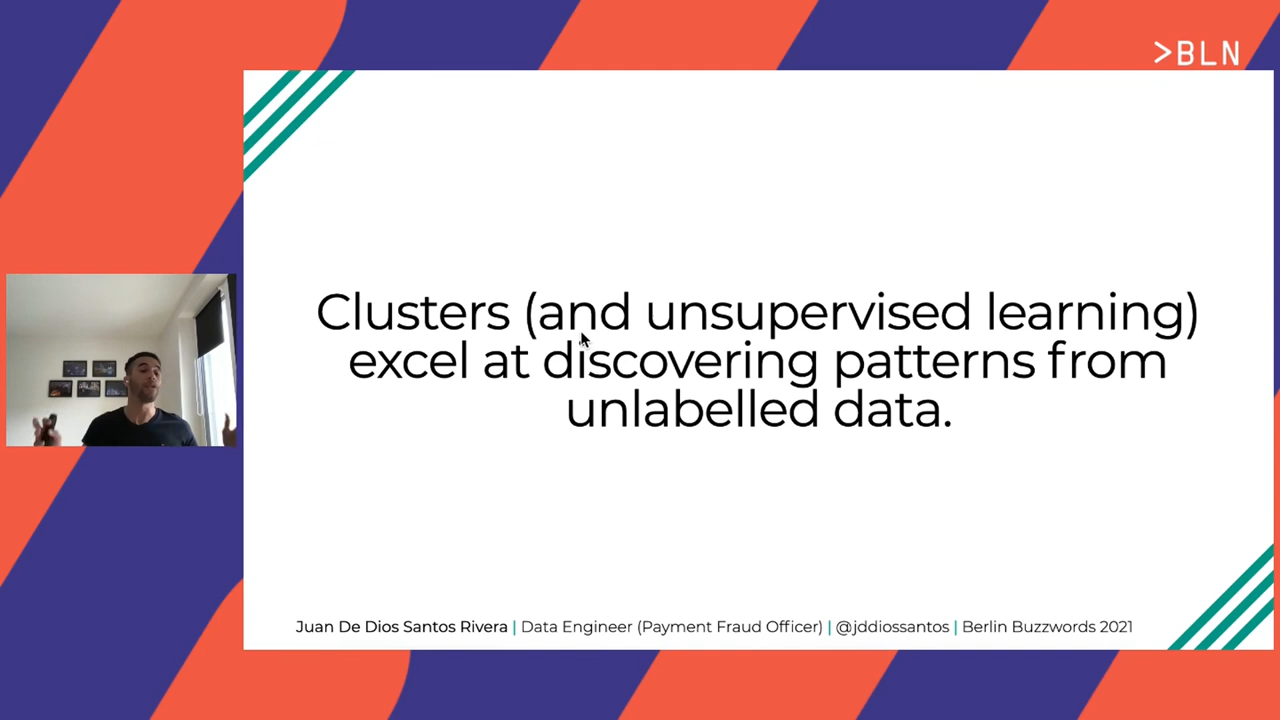 >BLN
Clusters (and unsupervised learning)
excel at discovering patterns from
unlabelled data.
Juan De Dios Santos Rivera | Data Engineer (Payment Fraud Officer) | @jddiossantos | Berlin Buzzwords 2021